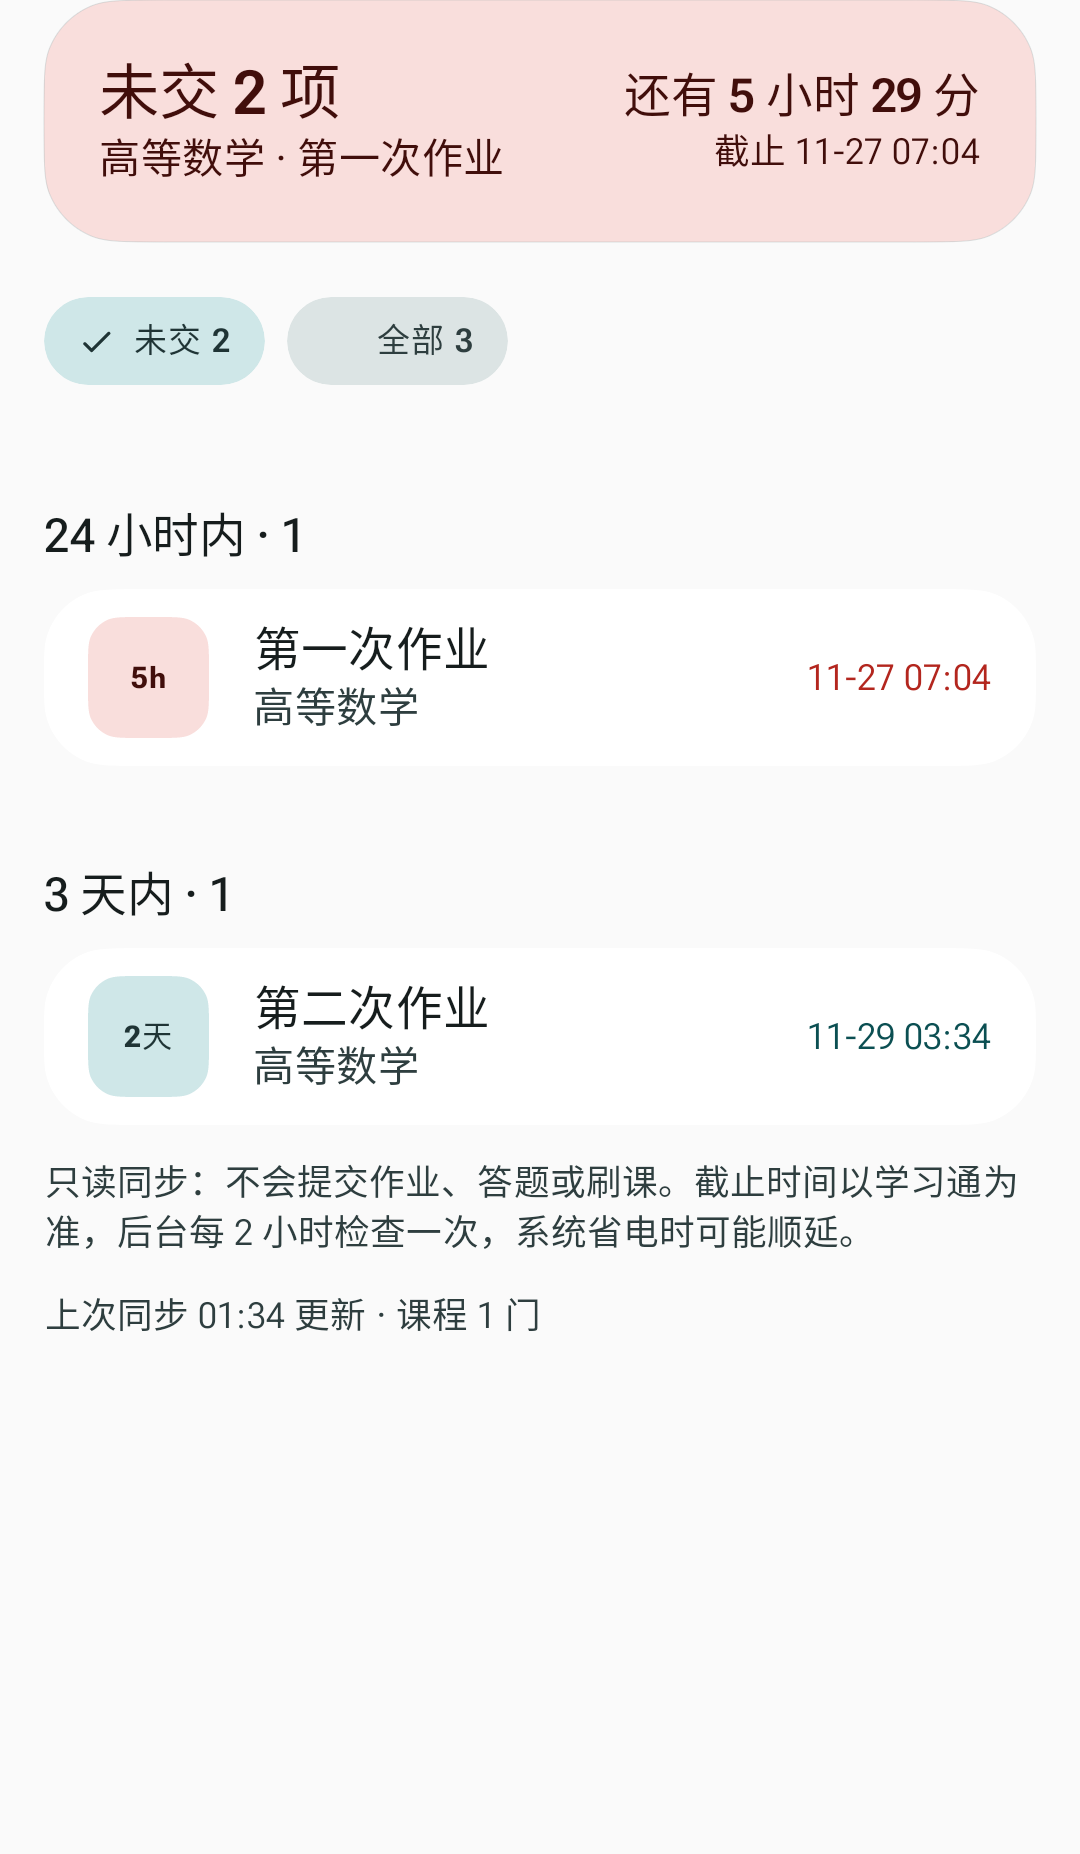 未交 2 项
高等数学 · 第一次作业
还有 5 小时 29 分
截止 11-27 07:04
未交 2
全部 3
24 小时内 · 1
5h
第一次作业
高等数学
11-27 07:04
3 天内 · 1
2天
第二次作业
高等数学
11-29 03:34
只读同步：不会提交作业、答题或刷课。截止时间以学习通为
准，后台每 2 小时检查一次，系统省电时可能顺延。
上次同步 01:34 更新 · 课程 1 门